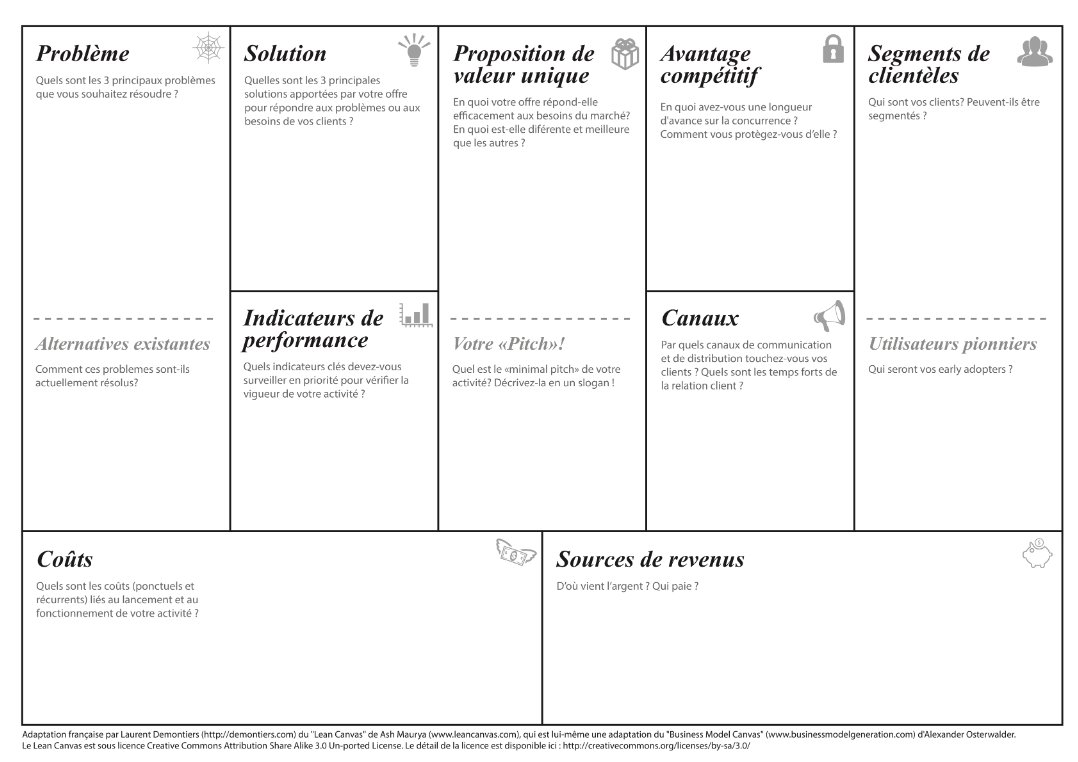 Problème
Quels sont les 3 principaux problèmes
que vous souhaitez résoudre ?
Alternatives existantes
Comment ces problemes sont-ils
actuellement résolus?
Solution
Quelles sont les 3 principales
solutions apportées par votre offre
pour répondre aux problèmes ou aux
besoins de vos clients ?
Indicateurs de
performance
Quels indicateurs clés devez-vous
surveiller en priorité pour vérifier la
vigueur de votre activité ?
Proposition de
valeur unique
En quoi votre offre répond-elle
efficacement aux besoins du marché?
En quoi est-elle diférente et meilleure
que les autres ?
Votre «Pitch»!
Quel est le «minimal pitch» de votre
activité? Décrivez-la en un slogan !
Avantage
compétitif
En quoi avez-vous une longueur
d'avance sur la concurrence ?
Comment vous protègez-vous d'elle ?
Canaux
Par quels canaux de communication
et de distribution touchez-vous vos
clients ? Quels sont les temps forts de
la relation client ?
Segments de
clientèles
Qui sont vos clients? Peuvent-ils être
segmentés ?
Utilisateurs pionniers
Qui seront vos early adopters ?
Coûts
Quels sont les coûts (ponctuels et
récurrents) liés au lancement et au
fonctionnement de votre activité ?
Sources de revenus
D'où vient l'argent ? Qui paie ?
Adaptation française par Laurent Demontiers (http://demontiers.com) du "Lean Canvas" de Ash Maurya (www.leancanvas.com), qui est lui-même une adaptation du "Business Model Canvas" (www.businessmodelgeneration.com) d'Alexander Osterwalder.
Le Lean Canvas est sous licence Creative Commons Attribution Share Alike 3.0 Un-ported License. Le détail de la licence est disponible ici : http://creativecommons.org/licenses/by-sa/3.0/